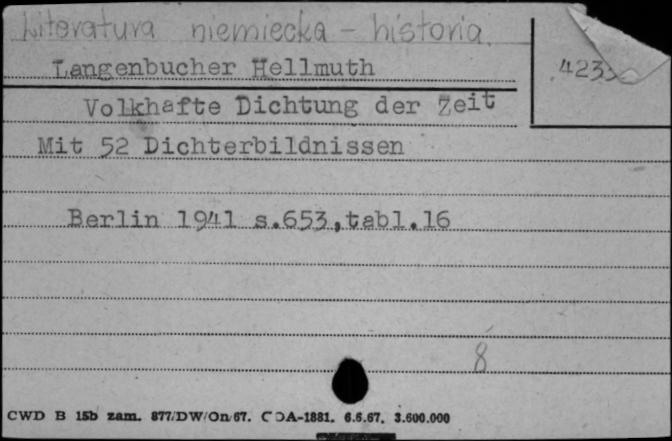 Literatura niemiecka - historia.
Langenbucher Hellmuth
Volkhafte Dichtung der Zeit
Mit 52 Dichterbildnissen
Berlin 1941 s.653,tabl.16
8
CWD B 15b zam. 877/DW/On/67. CDA-1881. 6.6.67. 3.600.000